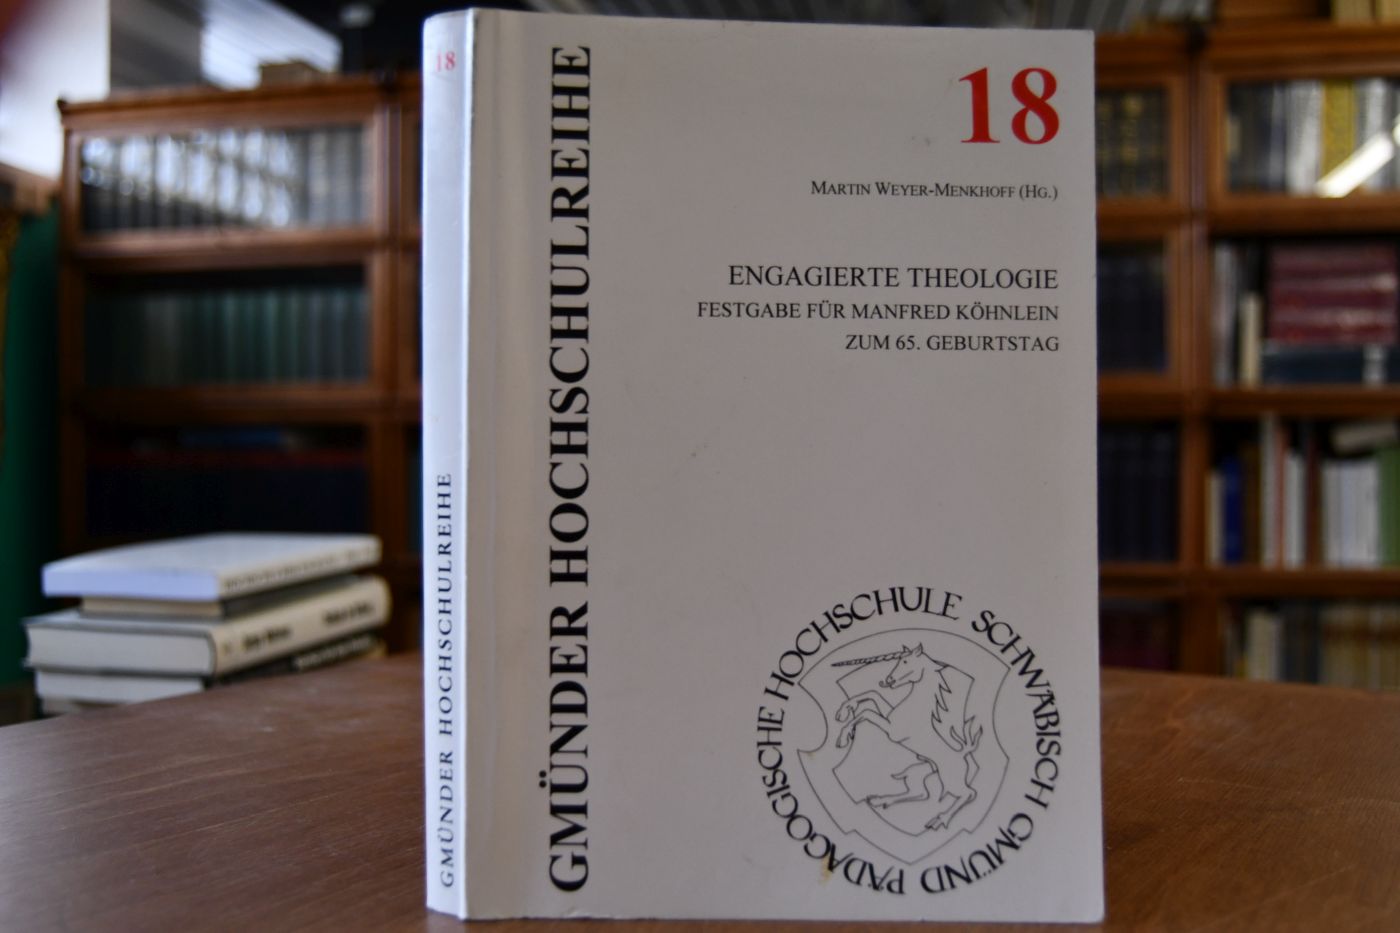 18
GMÜNDER HOCHSCHULREIHE
GMÜNDER HOCHSCHULREIHE
18
MARTIN WEYER-MENKHOFF (HG.)
ENGAGIERTE THEOLOGIE
FESTGABE FÜR MANFRED KÖHNLEIN
ZUM 65. GEBURTSTAG
PÄDAGOGISCHE HOCHSCHULE SCHWÄBISCH GMÜND